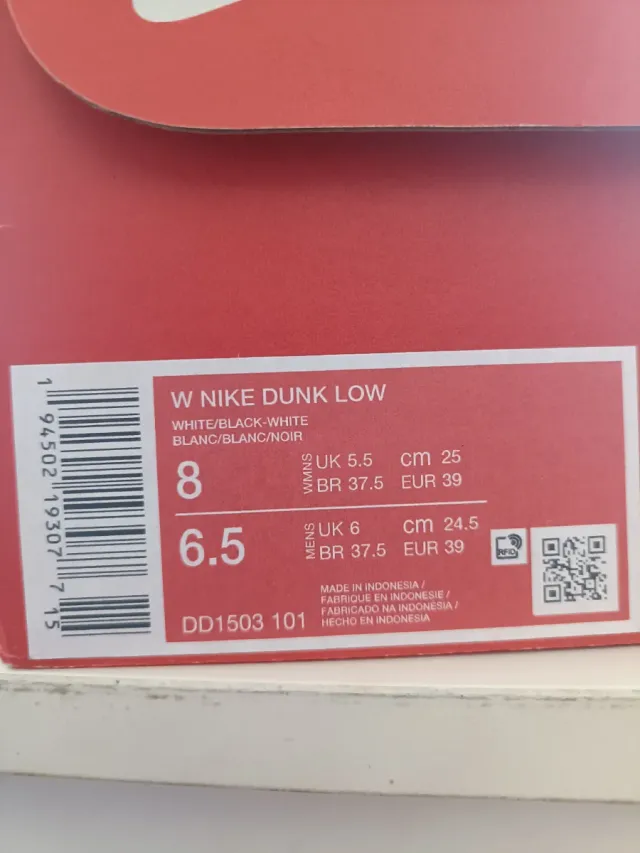 W NIKE DUNK LOW
WHITE/BLACK-WHITE
BLANC/BLANC/NOIR
8 WMNS UK 5.5 cm 25
BR 37.5 EUR 39
6.5 MENS UK 6 cm 24.5
BR 37.5 EUR 39
RFID
MADE IN INDONESIA /
FABRIQUE EN INDONESIE /
FABRICADO NA INDONESIA /
HECHO EN INDONESIA
DD1503 101
1 94502 19307 7 15